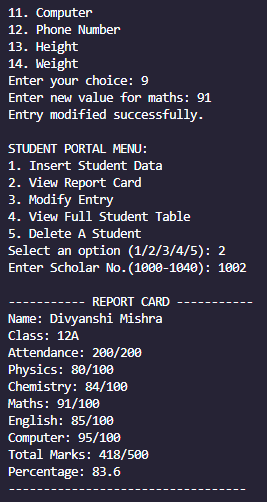 11. Computer
12. Phone Number
13. Height
14. Weight
Enter your choice: 9
Enter new value for maths: 91
Entry modified successfully.
STUDENT PORTAL MENU:
1. Insert Student Data
2. View Report Card
3. Modify Entry
4. View Full Student Table
5. Delete A Student
Select an option (1/2/3/4/5): 2
Enter Scholar No.(1000-1040): 1002
----------- REPORT CARD -----------
Name: Divyanshi Mishra
Class: 12A
Attendance: 200/200
Physics: 80/100
Chemistry: 84/100
Maths: 91/100
English: 85/100
Computer: 95/100
Total Marks: 418/500
Percentage: 83.6
----------------------------------